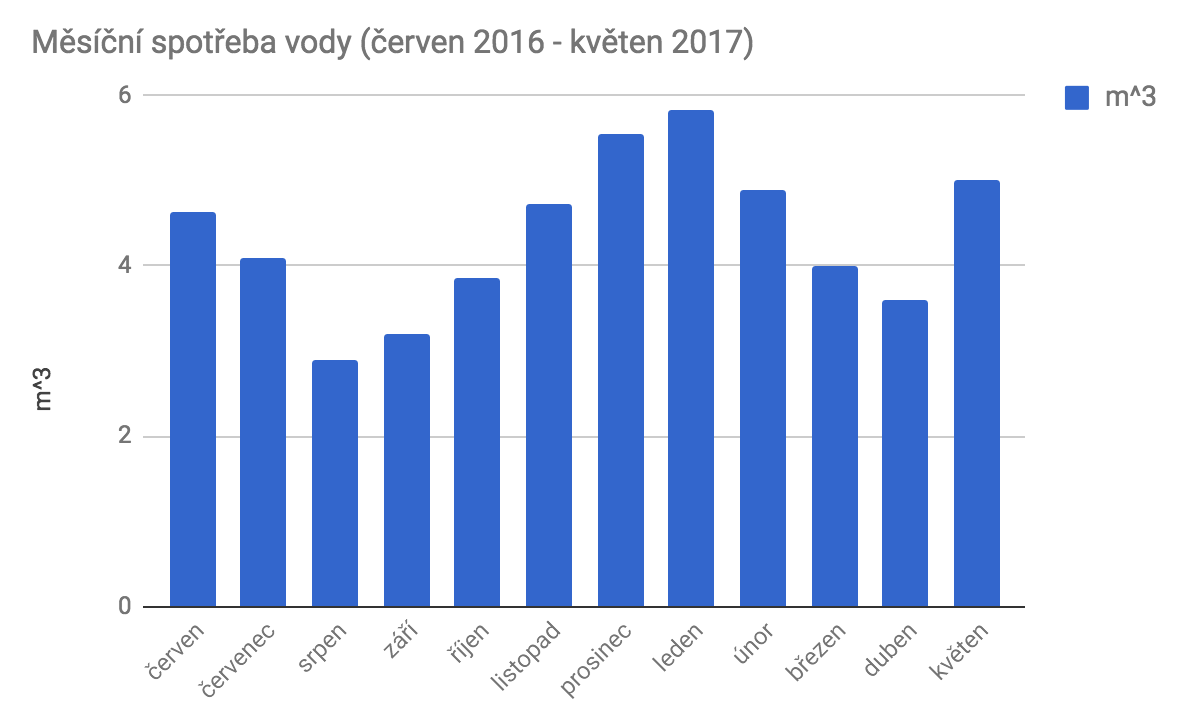 Měsíční spotřeba vody (červen 2016 - květen 2017)
m^3
6
4
2
0
m^3
červen
červenec
srpen
září
říjen
listopad
prosinec
leden
únor
březen
duben
květen